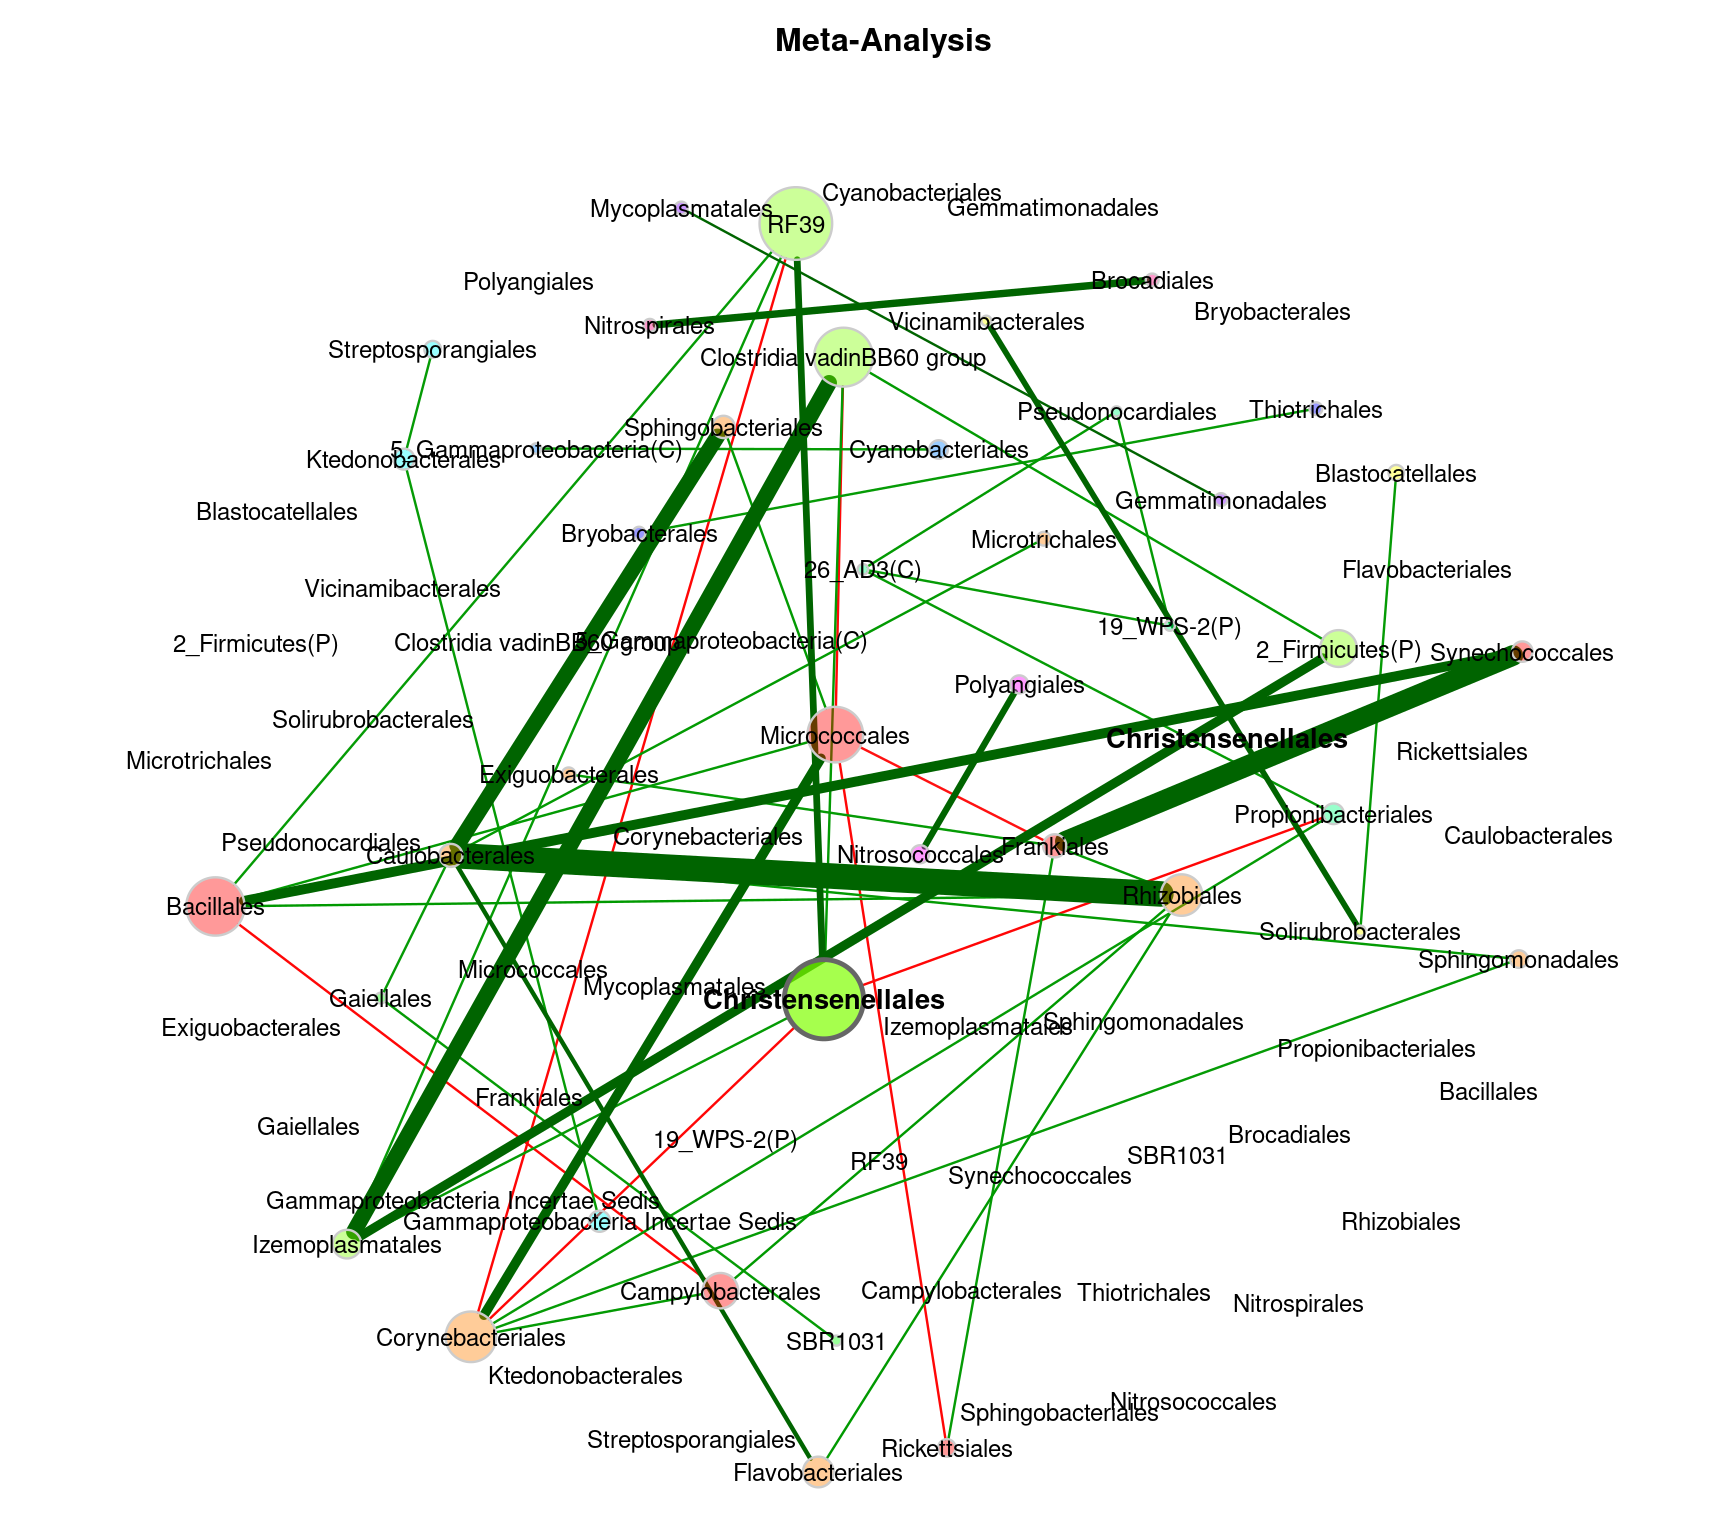 Meta-Analysis
Cyanobacteriales
Mycoplasmatales
Gemmatimonadales
RF39
Polyangiales
Brocadiales
Bryobacterales
Nitrospirales
Vicinamibacterales
Streptosporangiales
Clostridia vadinBB60 group
Pseudonocardiales
Thiotrichales
Sphingobacteriales
5_Gammaproteobacteria(C)
Cyanobacteriales
Ktedonobacterales
Blastocatellales
Gemmatimonadales
Blastocatellales
Bryobacterales
Microtrichales
26_AD3(C)
Flavobacteriales
Vicinamibacterales
19_WPS-2(P)
2_Firmicutes(P)
Clostridia vadinBB60 group
5_Gammaproteobacteria(C)
2_Firmicutes(P)
Synechococcales
Polyangiales
Solirubrobacterales
Micrococcales
Christensenellales
Rickettsiales
Microtrichales
Exiguobacterales
Propionibacteriales
Pseudonocardiales
Corynebacteriales
Caulobacterales
Caulobacterales
Nitrosococcales
Frankiales
Rhizobiales
Bacillales
Solirubrobacterales
Sphingomonadales
Micrococcales
Mycoplasmatales
Gaiellales
Christensenellales
Exiguobacterales
Izemoplasmatales
Sphingomonadales
Propionibacteriales
Frankiales
Bacillales
Gaiellales
19_WPS-2(P)
Brocadiales
RF39
SBR1031
Synechococcales
Gammaproteobacteria Incertae Sedis
Gammaproteobacteria Incertae Sedis
Rhizobiales
Izemoplasmatales
Campylobacterales
Campylobacterales
Thiotrichales
Nitrospirales
Corynebacteriales
SBR1031
Ktedonobacterales
Nitrosococcales
Sphingobacteriales
Streptosporangiales
Rickettsiales
Flavobacteriales